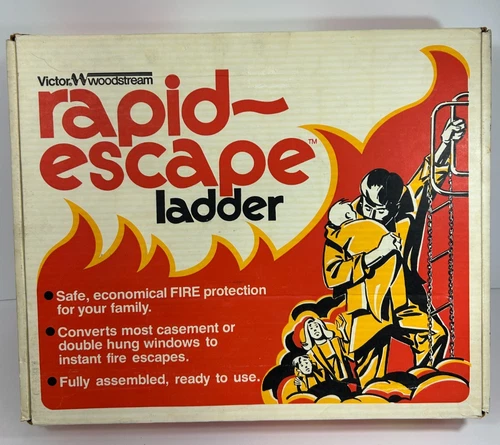 Victor. Woodstream
rapid-
escape™
ladder
• Safe, economical FIRE protection
for your family.
• Converts most casement or
double hung windows to
instant fire escapes.
• Fully assembled, ready to use.